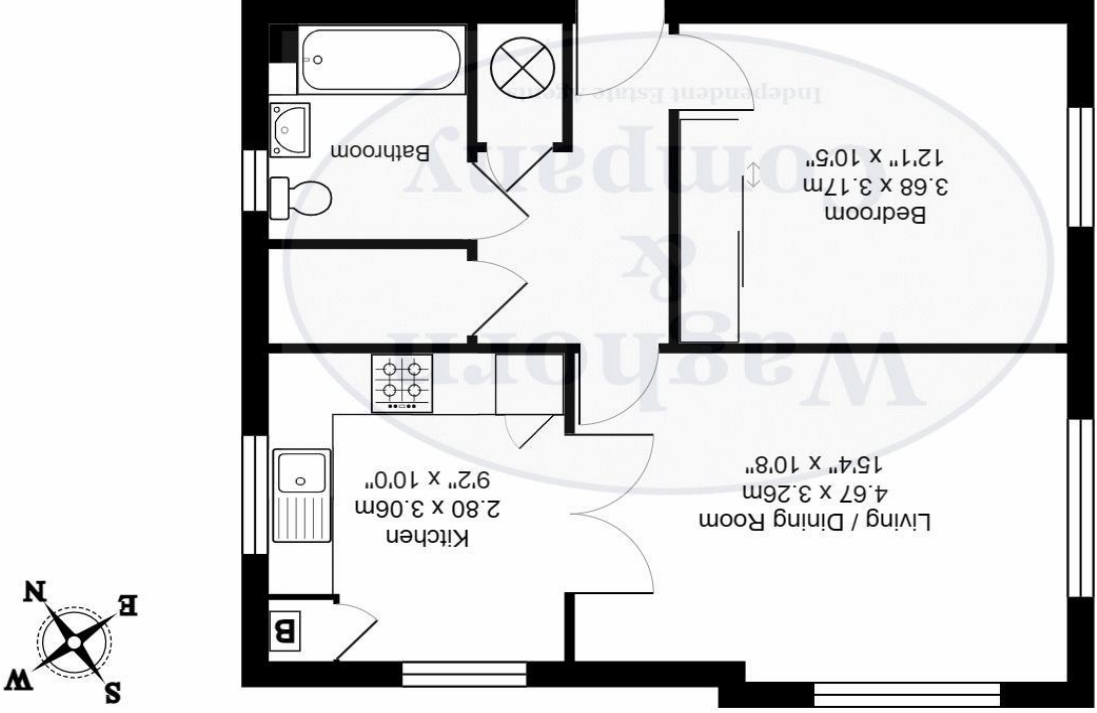 Living / Dining Room
4.67 x 3.26m
15'4" x 10'8"
Kitchen
2.80 x 3.06m
9'2" x 10'0"
Bedroom
3.68 x 3.17m
12'1" x 10'5"
Bathroom
B
Waghorn
&
Company
Independent Estate Agents
S
W
E
N